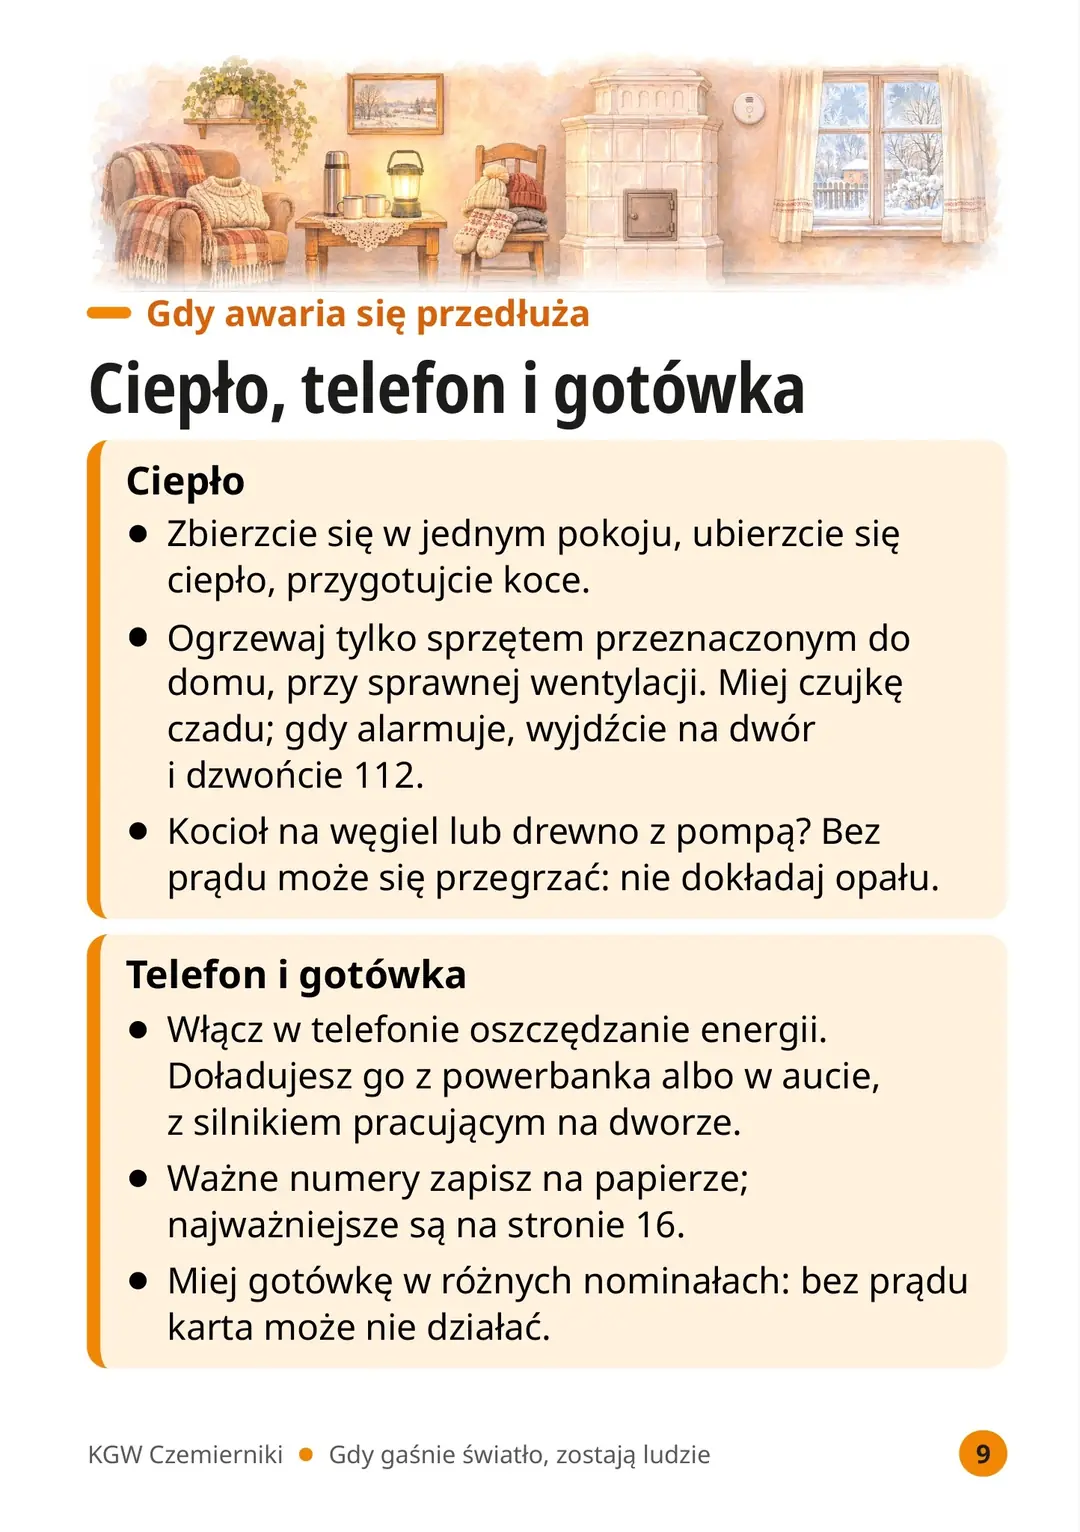 Gdy awaria się przedłuża
Ciepło, telefon i gotówka
Ciepło
● Zbierzcie się w jednym pokoju, ubierzcie się
ciepło, przygotujcie koce.
● Ogrzewaj tylko sprzętem przeznaczonym do
domu, przy sprawnej wentylacji. Miej czujkę
czadu; gdy alarmuje, wyjdźcie na dwór
i dzwońcie 112.
● Kocioł na węgiel lub drewno z pompą? Bez
prądu może się przegrzać: nie dokładaj opału.
Telefon i gotówka
● Włącz w telefonie oszczędzanie energii.
Doładujesz go z powerbanka albo w aucie,
z silnikiem pracującym na dworze.
● Ważne numery zapisz na papierze;
najważniejsze są na stronie 16.
● Miej gotówkę w różnych nominałach: bez prądu
karta może nie działać.
KGW Czemierniki ● Gdy gaśnie światło, zostają ludzie
9